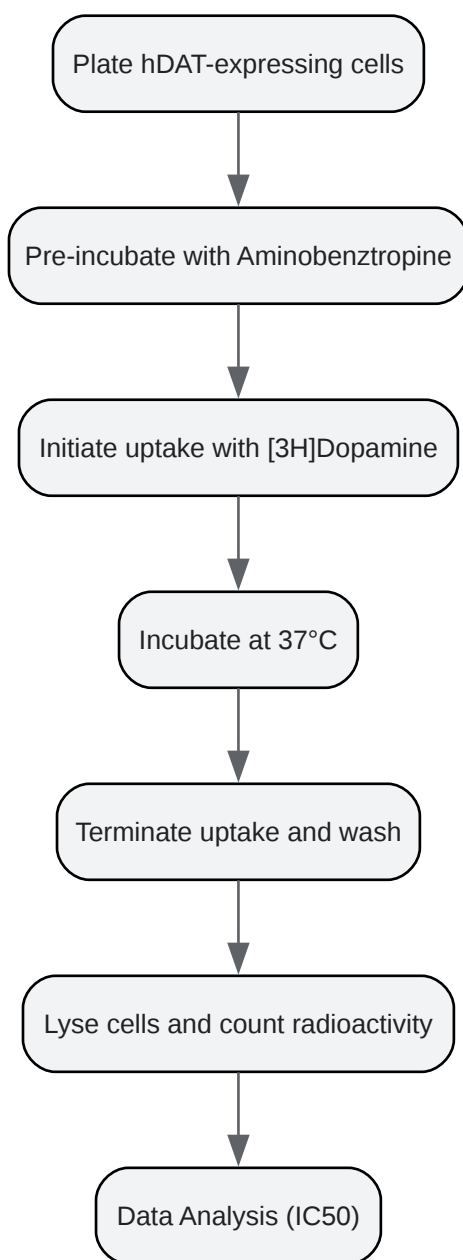 Plate hDAT-expressing cells
Pre-incubate with Aminobenztropine
Initiate uptake with [3H]Dopamine
Incubate at 37°C
Terminate uptake and wash
Lyse cells and count radioactivity
Data Analysis (IC50)